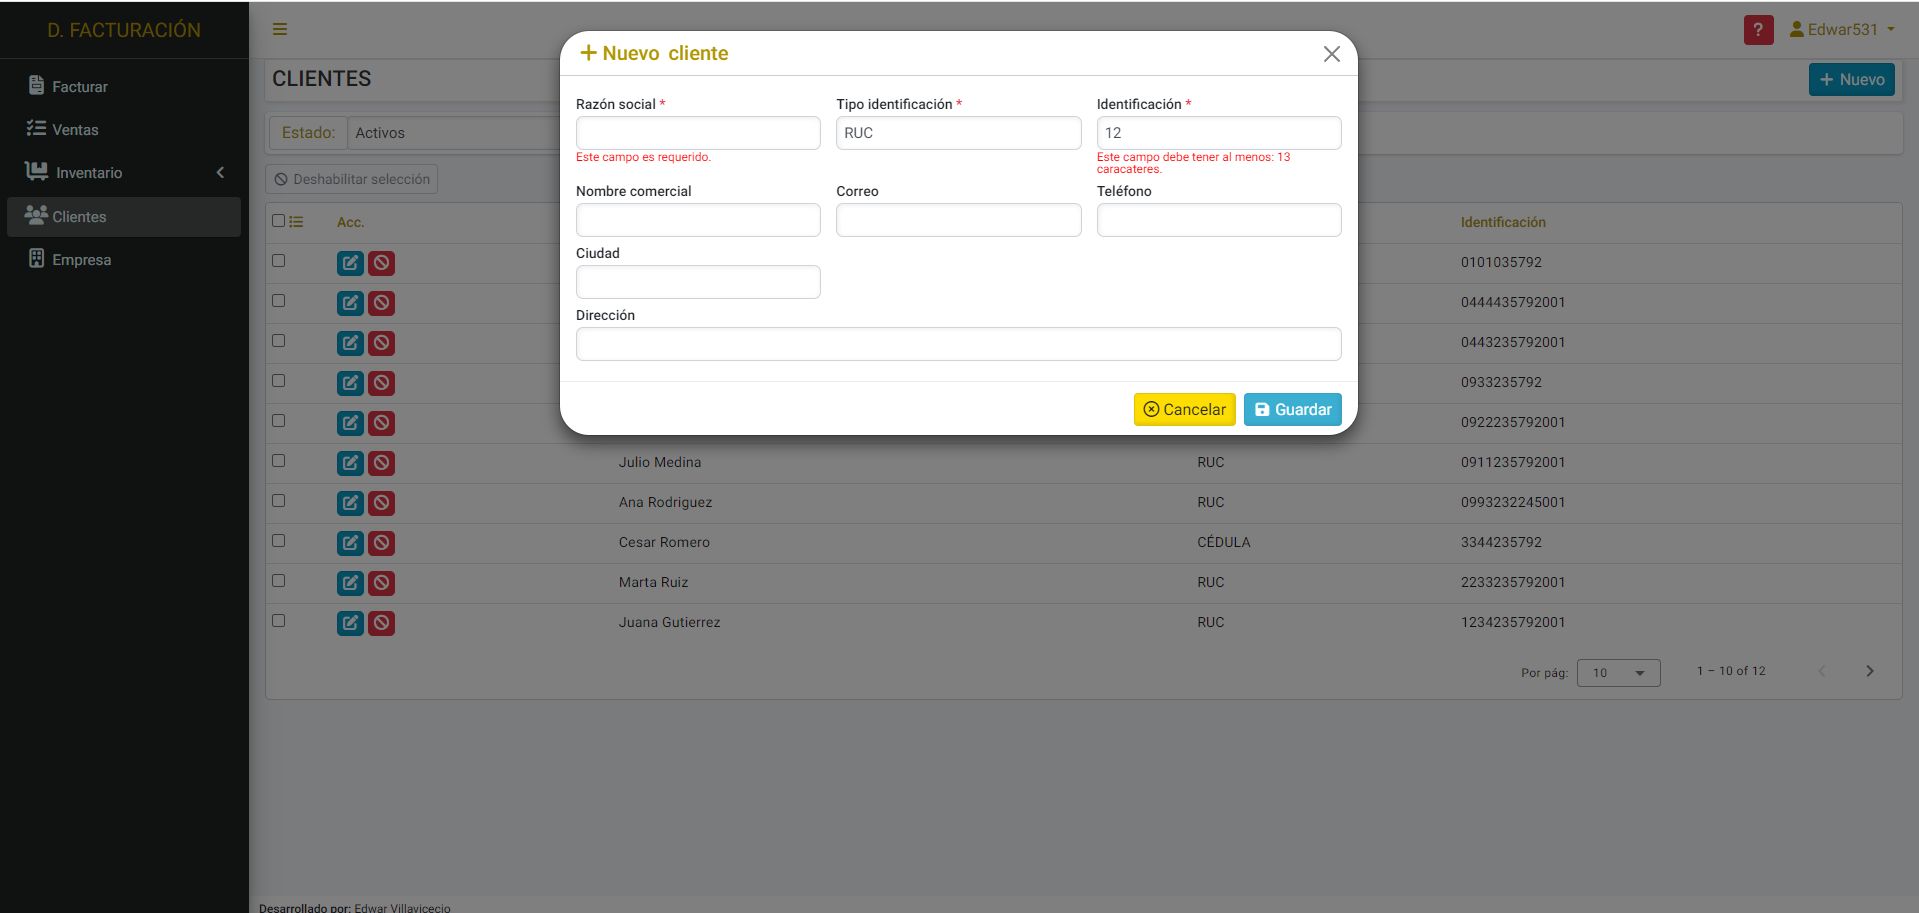 D. FACTURACIÓN
? Edwar531
Facturar
Ventas
Inventario
Clientes
Empresa
CLIENTES
Nuevo
Estado: Activos
Deshabilitar selección
Acc. Identificación
0101035792
0444435792001
0443235792001
0933235792
0922235792001
Julio Medina RUC 0911235792001
Ana Rodriguez RUC 0993232245001
Cesar Romero CÉDULA 3344235792
Marta Ruiz RUC 2233235792001
Juana Gutierrez RUC 1234235792001
Por pág: 10 1 – 10 of 12
Nuevo cliente
Razón social * Tipo identificación * Identificación *
RUC 12
Este campo es requerido. Este campo debe tener al menos: 13
caracateres.
Nombre comercial Correo Teléfono
Ciudad
Dirección
Cancelar Guardar
Desarrollado por: Edwar Villavicecio